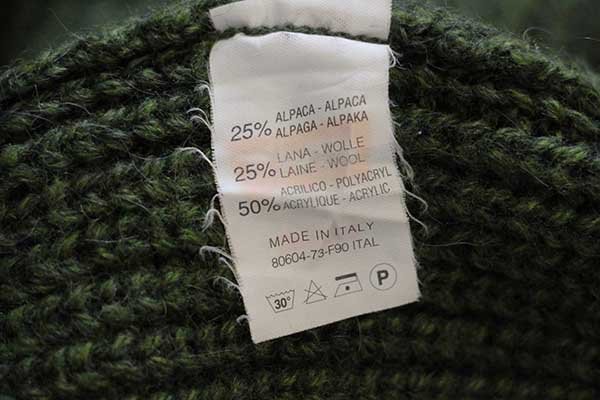 25% ALPACA - ALPACA
ALPAGA - ALPAKA
25% LANA - WOLLE
LAINE - WOOL
50% ACRILICO - POLYACRYL
ACRYLIQUE - ACRYLIC
MADE IN ITALY
80604-73-F90 ITAL
30° P